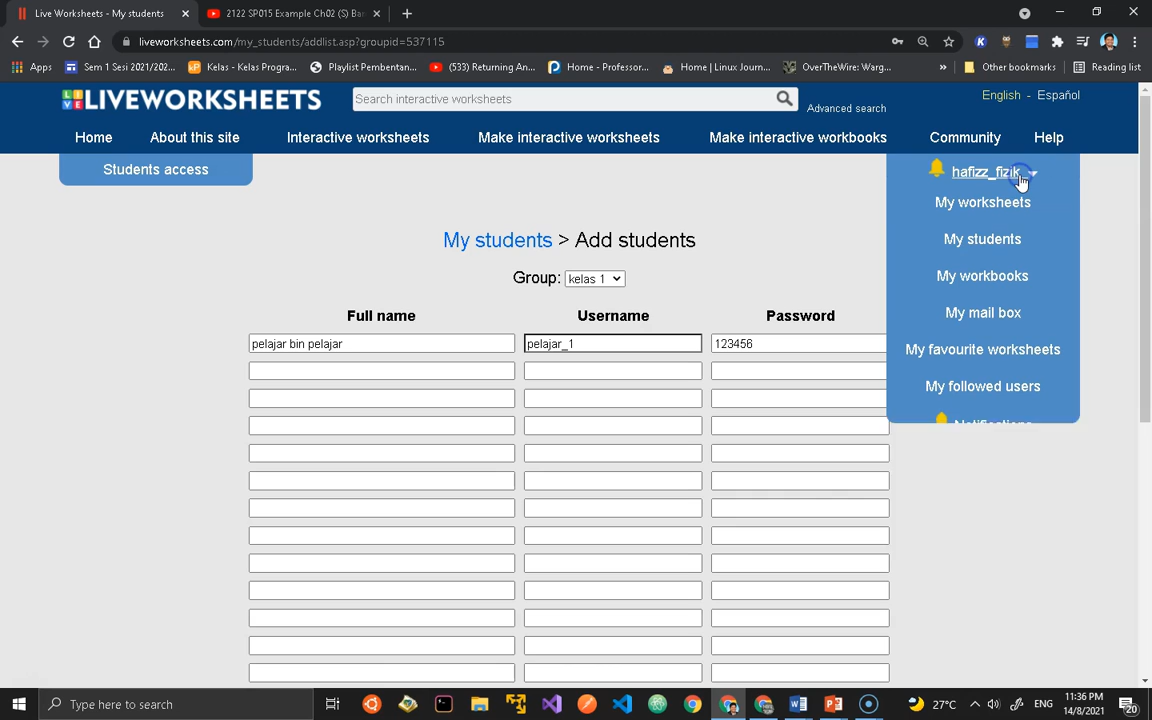 Live Worksheets - My students
2122 SP015 Example Ch02 (S) Ba
liveworksheets.com/my_students/addlist.asp?groupid=537115
Apps
Sem 1 Sesi 2021/202...
Kelas - Kelas Progra...
Playlist Pembentan...
(533) Returning An...
Home - Professor...
Home | Linux Journ...
OverTheWire: Warg...
»
Other bookmarks
Reading list
LIVEWORKSHEETS
Search interactive worksheets
Advanced search
English - Español
Home
About this site
Interactive worksheets
Make interactive worksheets
Make interactive workbooks
Community
Help
Students access
hafizz_fizik
My worksheets
My students
My workbooks
My mail box
My favourite worksheets
My followed users
Notifications
My students > Add students
Group: kelas 1
Full name
Username
Password
pelajar bin pelajar
pelajar_1
123456
Type here to search
27°C
ENG
11:36 PM
14/8/2021
20